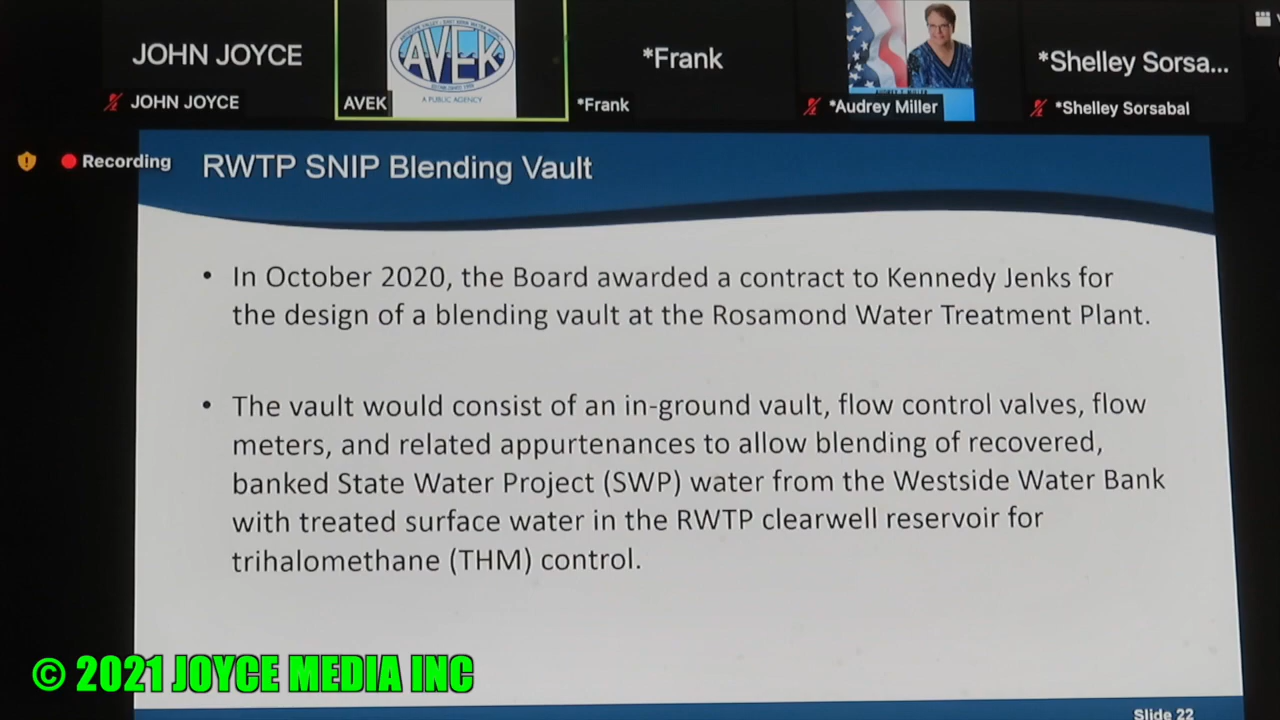 JOHN JOYCE
AVEK
A PUBLIC AGENCY
*Frank
*Shelley Sorsa...
JOHN JOYCE
AVEK
*Frank
*Audrey Miller
*Shelley Sorsabal
Recording
RWTP SNIP Blending Vault
• In October 2020, the Board awarded a contract to Kennedy Jenks for
the design of a blending vault at the Rosamond Water Treatment Plant.
• The vault would consist of an in-ground vault, flow control valves, flow
meters, and related appurtenances to allow blending of recovered,
banked State Water Project (SWP) water from the Westside Water Bank
with treated surface water in the RWTP clearwell reservoir for
trihalomethane (THM) control.
© 2021 JOYCE MEDIA INC
Slide 22